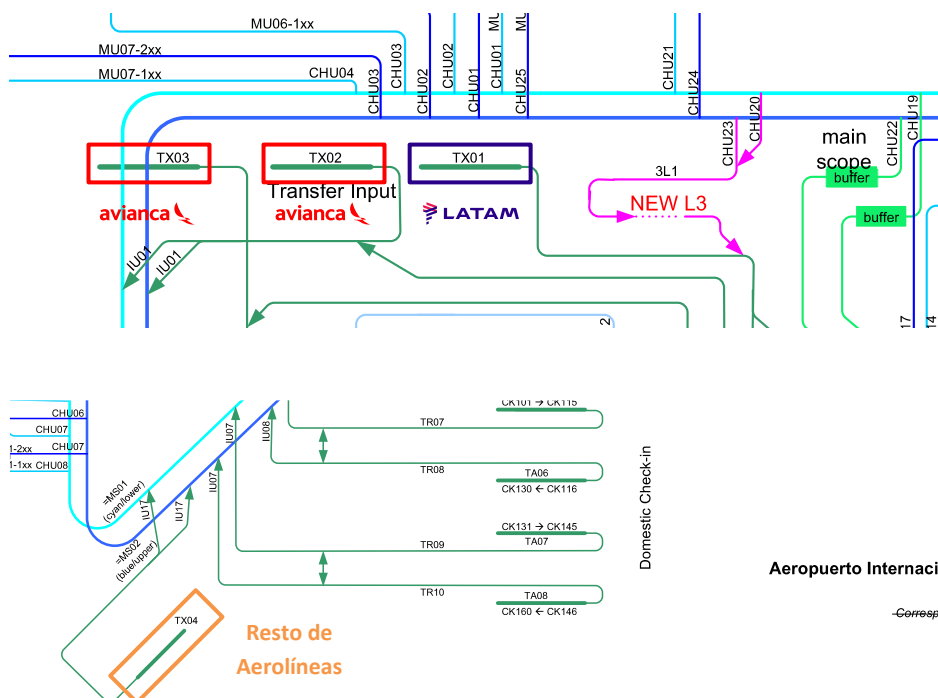 MU06-1xx
MU07-2xx
MU07-1xx
CHU04
CHU03
CHU03
CHU02
CHU02
CHU01
CHU01
MU
CHU25
MU
CHU21
CHU24
CHU23
CHU20
CHU22
CHU19
TX03
TX02
TX01
Transfer Input
avianca
avianca
LATAM
3L1
NEW L3
main
scope
buffer
buffer
IU01
IU01
2
17
14
CHU06
CHU07
1-2xx
CHU07
1-1xx
CHU08
=MS01
(cyan/lower)
=MS02
(blue/upper)
IU17
IU17
IU07
IU07
IU08
CK101 → CK115
TR07
TR08
TA06
CK130 ← CK116
CK131 → CK145
TA07
TR09
TR10
TA08
CK160 ← CK146
Domestic Check-in
TX04
Resto de
Aerolíneas
Aeropuerto Internaci
Corresp